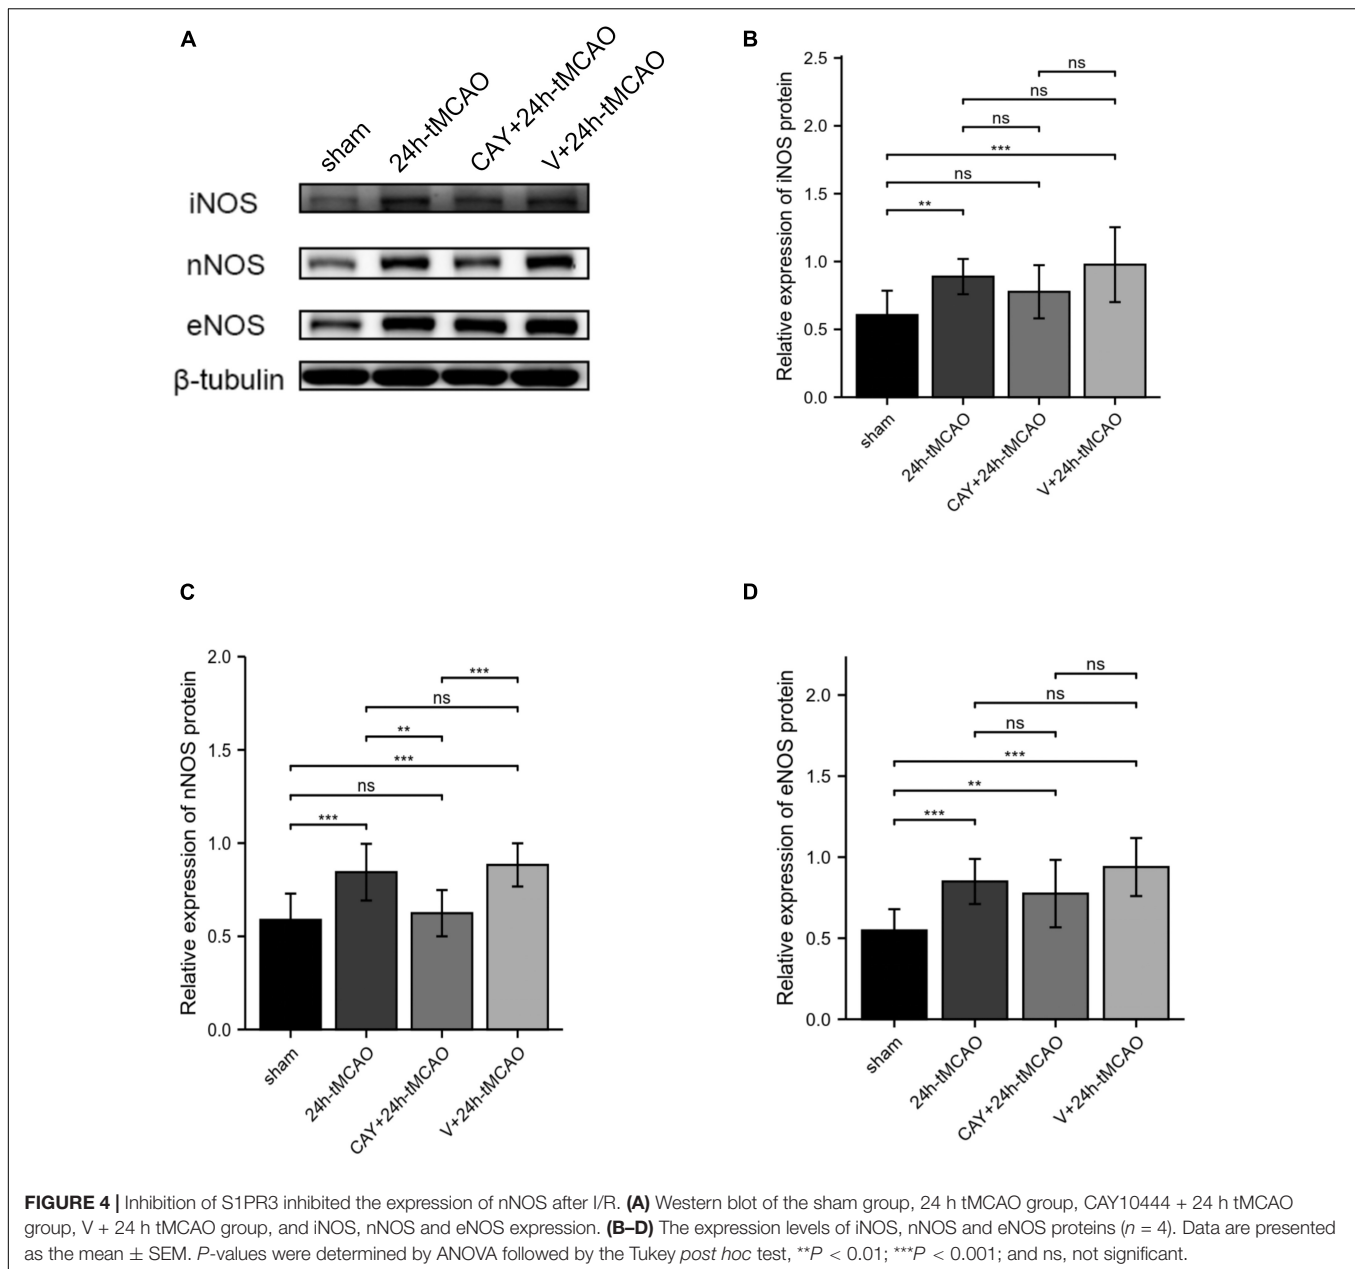 A
sham
24h-tMCAO
CAY+24h-tMCAO
V+24h-tMCAO
iNOS
nNOS
eNOS
β-tubulin
B
Relative expression of iNOS protein
2.5
2.0
1.5
1.0
0.5
0.0
ns
ns
ns
***
ns
**
sham
24h-tMCAO
CAY+24h-tMCAO
V+24h-tMCAO
C
Relative expression of nNOS protein
2.0
1.5
1.0
0.5
0.0
***
ns
**
***
ns
***
sham
24h-tMCAO
CAY+24h-tMCAO
V+24h-tMCAO
D
Relative expression of eNOS protein
2.0
1.5
1.0
0.5
0.0
ns
ns
ns
***
**
***
sham
24h-tMCAO
CAY+24h-tMCAO
V+24h-tMCAO
FIGURE 4 | Inhibition of S1PR3 inhibited the expression of nNOS after I/R. (A) Western blot of the sham group, 24 h tMCAO group, CAY10444 + 24 h tMCAO
group, V + 24 h tMCAO group, and iNOS, nNOS and eNOS expression. (B–D) The expression levels of iNOS, nNOS and eNOS proteins (n = 4). Data are presented
as the mean ± SEM. P-values were determined by ANOVA followed by the Tukey post hoc test, **P < 0.01; ***P < 0.001; and ns, not significant.